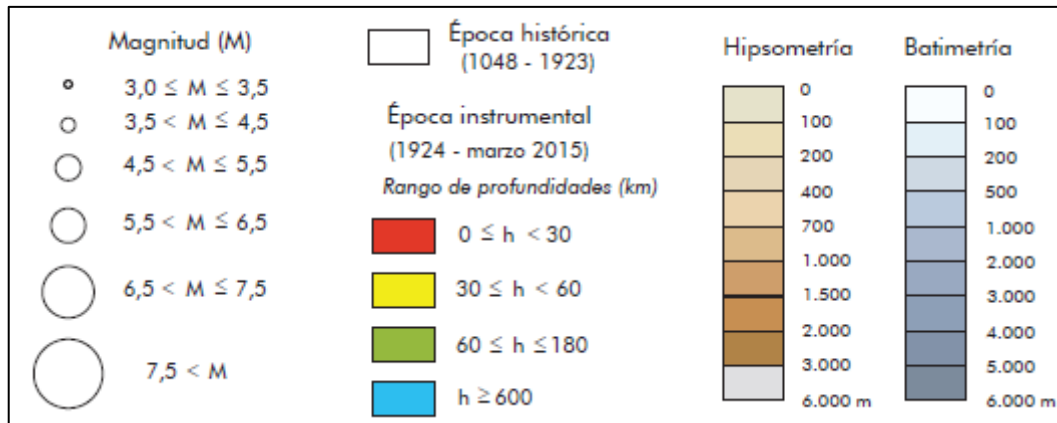 Magnitud (M)
3,0 ≤ M ≤ 3,5
3,5 < M ≤ 4,5
4,5 < M ≤ 5,5
5,5 < M ≤ 6,5
6,5 < M ≤ 7,5
7,5 < M
Época histórica
(1048 - 1923)
Época instrumental
(1924 - marzo 2015)
Rango de profundidades (km)
0 ≤ h < 30
30 ≤ h < 60
60 ≤ h ≤180
h ≥600
Hipsometría
0
100
200
400
700
1.000
1.500
2.000
3.000
6.000 m
Batimetría
0
100
200
500
1.000
2.000
3.000
4.000
5.000
6.000 m